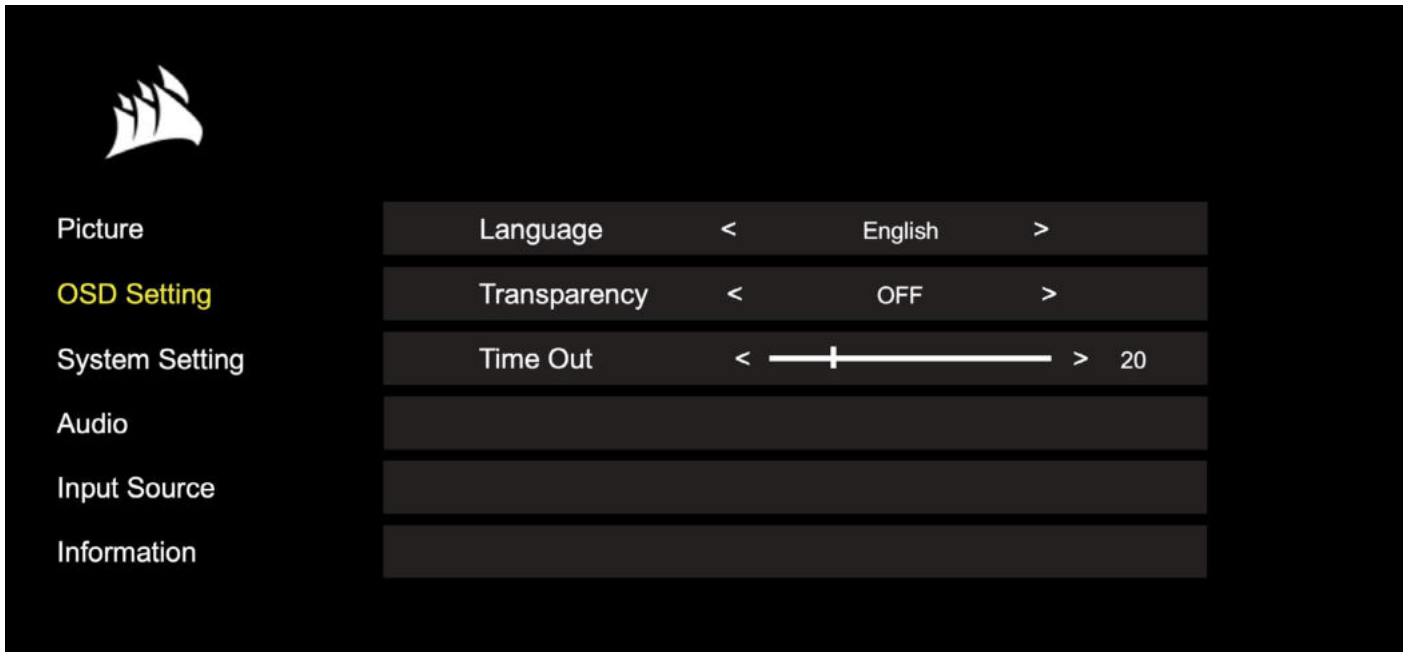 Picture
Language < English >
OSD Setting
Transparency < OFF >
System Setting
Time Out < > 20
Audio
Input Source
Information